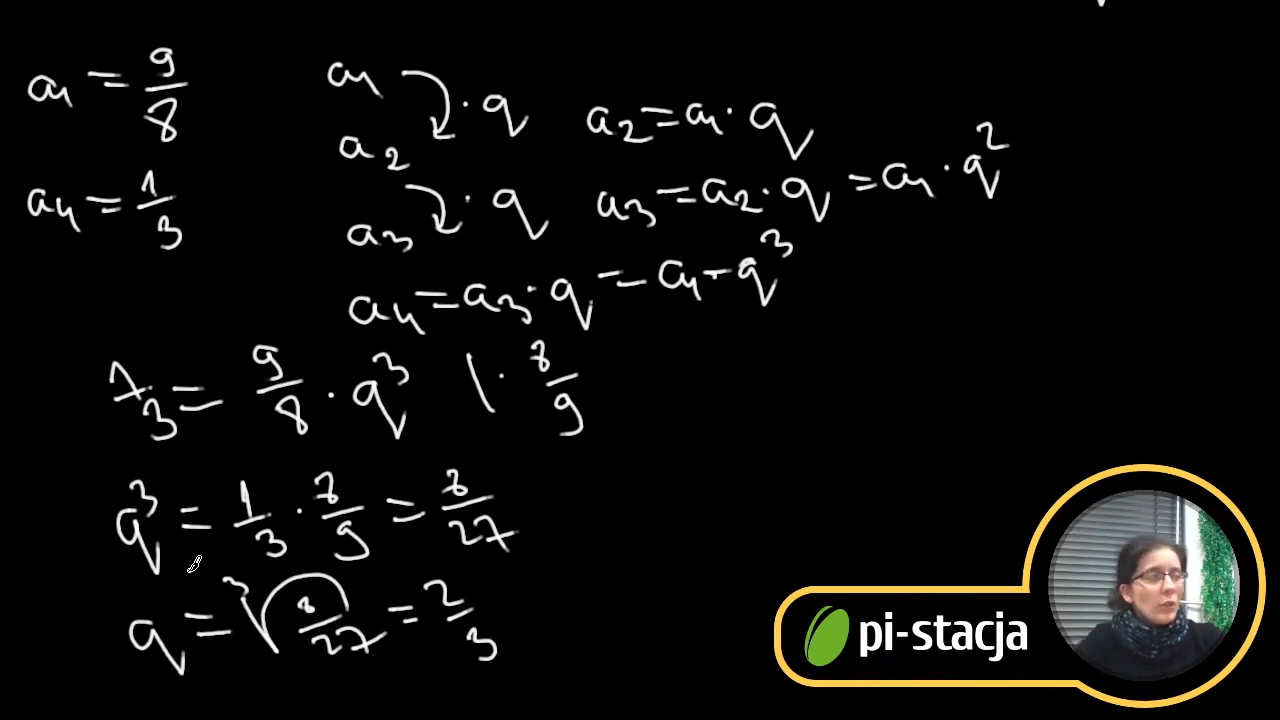 a₁ = 9/8
a₄ = 1/3
a₁ ⤵ · q a₂ = a₁ · q
a₂
⤵ · q a₃ = a₂ · q = a₁ · q²
a₃
a₄ = a₃ · q = a₁ · q³
1/3 = 9/8 · q³ | · 8/9
q³ = 1/3 · 8/9 = 8/27
q = ³√(8/27) = 2/3
pi-stacja